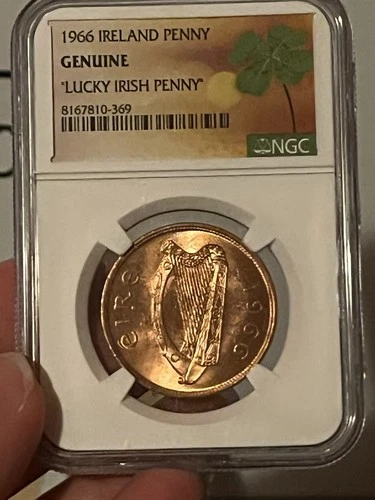 1966 IRELAND PENNY
GENUINE
"LUCKY IRISH PENNY"
8167810-369
NGC
éIRe
1966